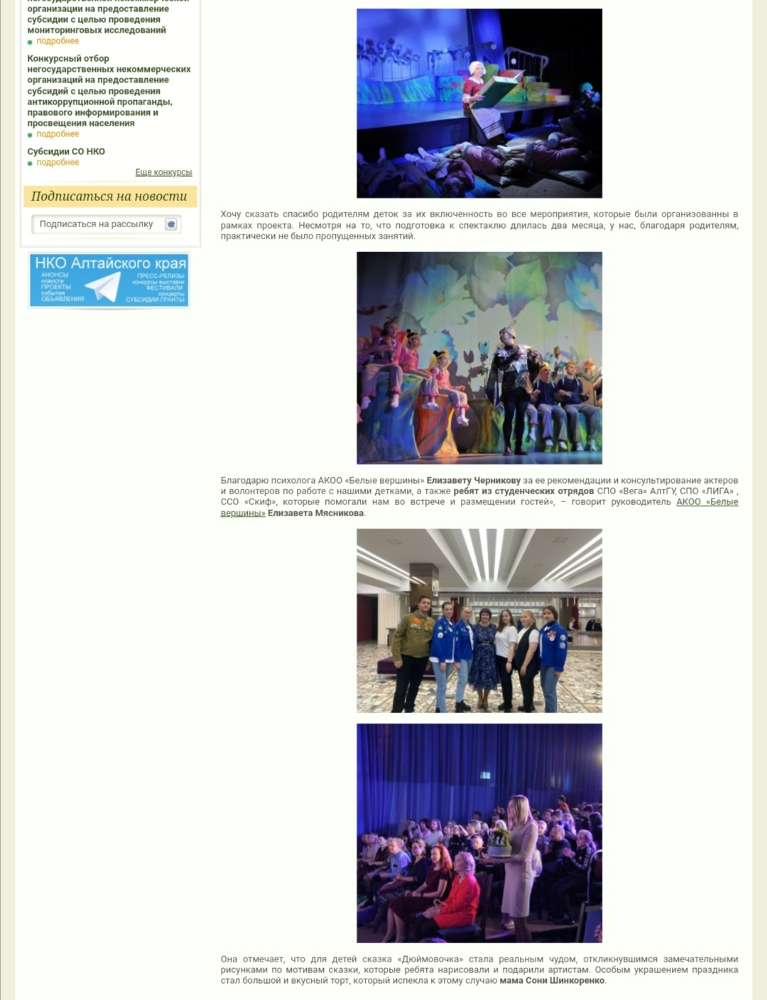 организации на предоставление
субсидии с целью проведения
мониторинговых исследований
подробнее
Конкурсный отбор
негосударственных некоммерческих
организаций на предоставление
субсидий с целью проведения
антикоррупционной пропаганды,
правового информирования и
просвещения населения
подробнее
Субсидии СО НКО
подробнее
Еще конкурсы
Подписаться на новости
Подписаться на рассылку
НКО Алтайского края
АНОНСЫ
новости
ПРОЕКТЫ
события
ОБЪЯВЛЕНИЯ
ПРЕСС-РЕЛИЗЫ
конкурсы выставки
ФЕСТИВАЛИ
концерты
СУБСИДИИ ГРАНТЫ
Хочу сказать спасибо родителям деток за их включенность во все мероприятия, которые были организованны в
рамках проекта. Несмотря на то, что подготовка к спектаклю длилась два месяца, у нас, благодаря родителям,
практически не было пропущенных занятий.
Благодарю психолога АКОО «Белые вершины» Елизавету Черникову за ее рекомендации и консультирование актеров
и волонтеров по работе с нашими детками, а также ребят из студенческих отрядов СПО «Вега» АлтГУ, СПО «ЛИГА» ,
ССО «Скиф», которые помогали нам во встрече и размещении гостей», – говорит руководитель АКОО «Белые
вершины» Елизавета Мясникова.
Она отмечает, что для детей сказка «Дюймовочка» стала реальным чудом, откликнувшимся замечательными
рисунками по мотивам сказки, которые ребята нарисовали и подарили артистам. Особым украшением праздника
стал большой и вкусный торт, который испекла к этому случаю мама Сони Шинкоренко.